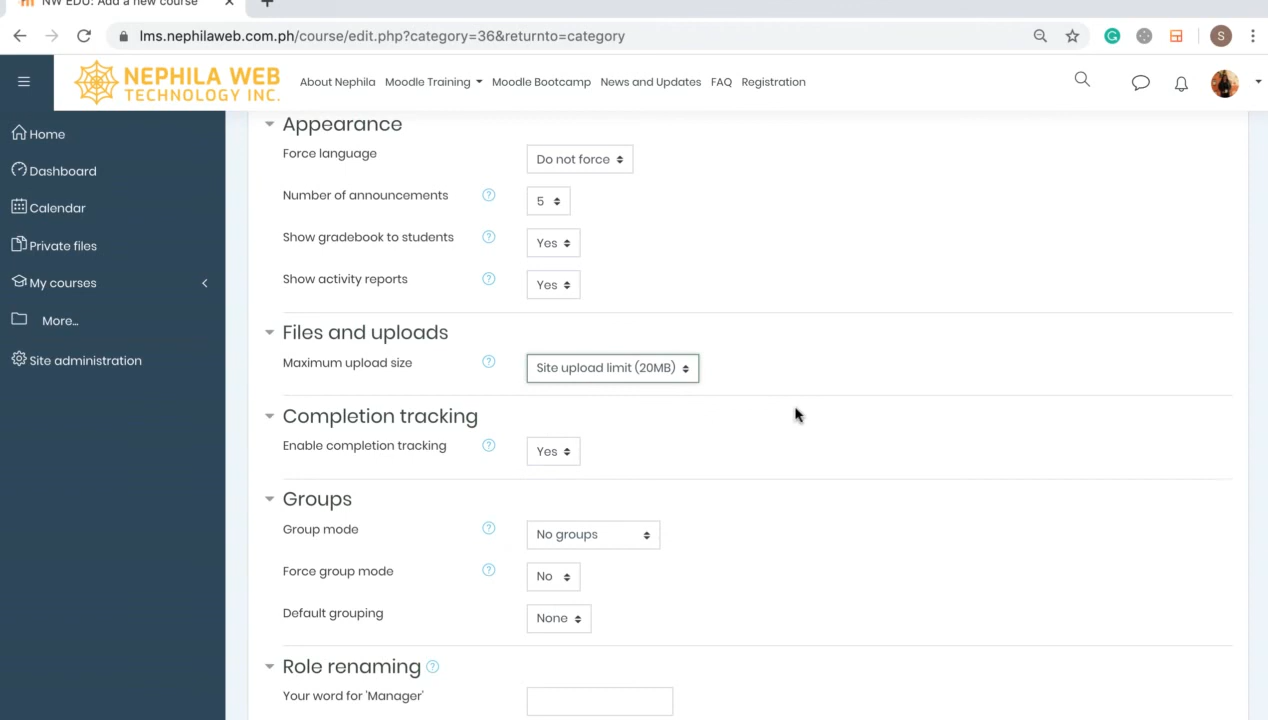 NW EDU: Add a new course
lms.nephilaweb.com.ph/course/edit.php?category=36&returnto=category
S
NEPHILA WEB
TECHNOLOGY INC.
About Nephila Moodle Training Moodle Bootcamp News and Updates FAQ Registration
Home
Dashboard
Calendar
Private files
My courses
More...
Site administration
Appearance
Force language
Do not force
Number of announcements
5
Show gradebook to students
Yes
Show activity reports
Yes
Files and uploads
Maximum upload size
Site upload limit (20MB)
Completion tracking
Enable completion tracking
Yes
Groups
Group mode
No groups
Force group mode
No
Default grouping
None
Role renaming
Your word for 'Manager'